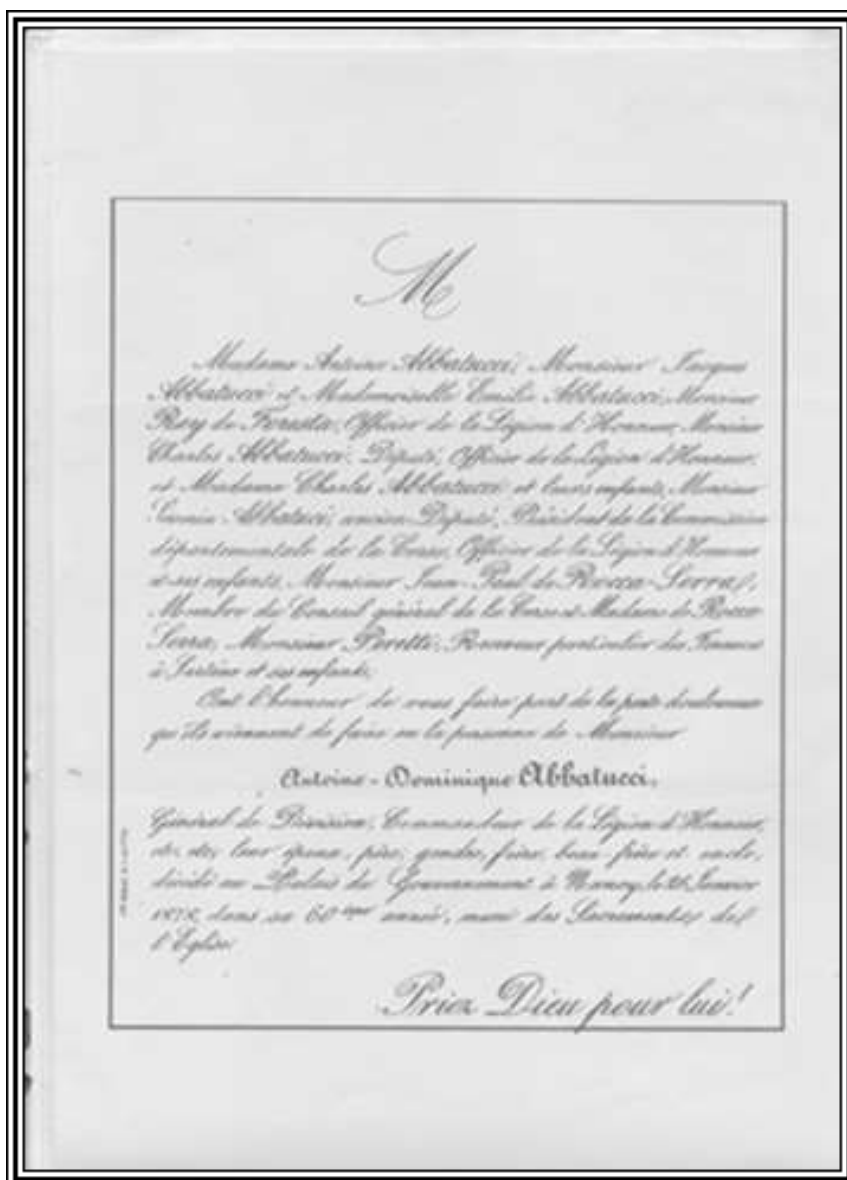 M
Madame Antoine Abbatucci, Monsieur Jacques
Abbatucci et Mademoiselle Emilie Abbatucci, Monsieur
Roy de Foresta, Officier de la Légion d'Honneur, Monsieur
Charles Abbatucci, Député, Officier de la Légion d'Honneur,
et Madame Charles Abbatucci et leurs enfants, Monsieur
Séverin Abbatucci, ancien Député, Président de la Commission
départementale de la Corse, Officier de la Légion d'Honneur
et ses enfants, Monsieur Jean-Paul de Rocca-Serra,
Membre du Conseil général de la Corse et Madame de Rocca
Serra, Monsieur Peretti, Receveur particulier des Finances
à Sartène et ses enfants,
Ont l'honneur de vous faire part de la perte douloureuse
qu'ils viennent de faire en la personne de Monsieur
Antoine-Dominique Abbatucci,
Général de Division, Commandeur de la Légion d'Honneur,
etc. etc., leur époux, père, gendre, frère, beau-frère et oncle,
décédé au Palais du Gouvernement à Nancy, le 26 Janvier
1878, dans sa 60ème année, muni des Sacrements de
l'Eglise.
Priez Dieu pour lui!